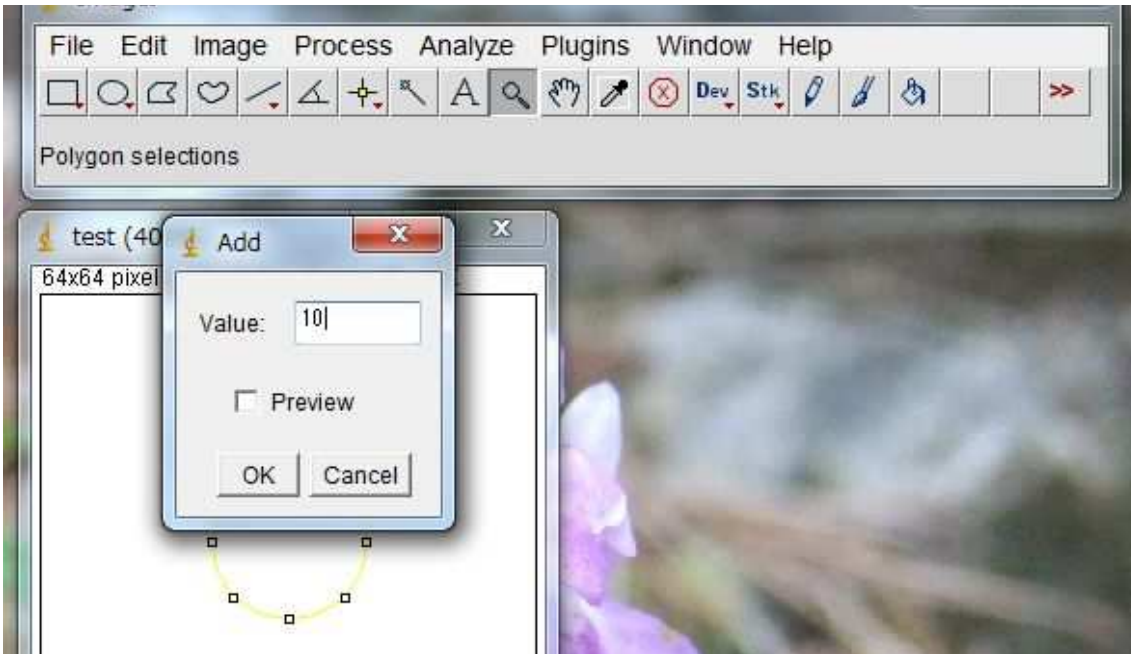 File Edit Image Process Analyze Plugins Window Help
A Dev Stk >>
Polygon selections
test (40
Add
64x64 pixel
Value: 10
Preview
OK Cancel